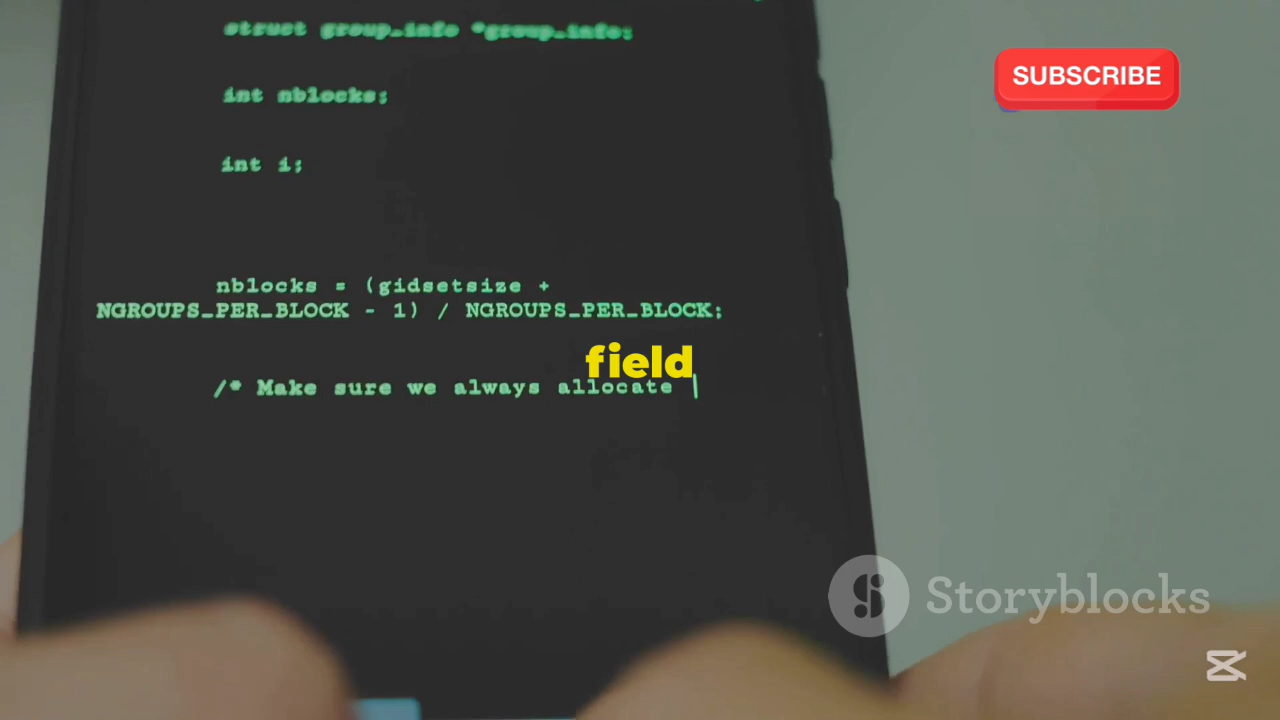 struct group_info *group_info;
SUBSCRIBE
int nblocks;
int i;
nblocks = (gidsetsize +
NGROUPS_PER_BLOCK - 1) / NGROUPS_PER_BLOCK;
field
/* Make sure we always allocate
Storyblocks